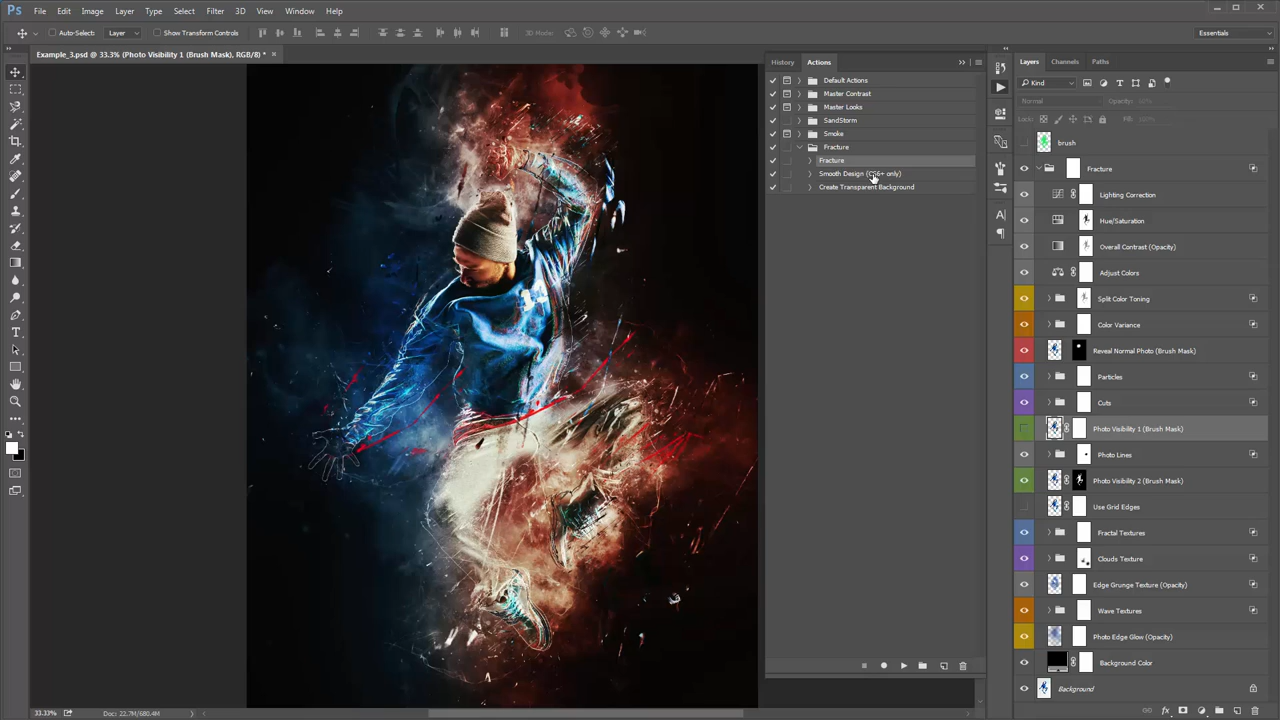 Ps File Edit Image Layer Type Select Filter 3D View Window Help
Auto-Select: Layer Show Transform Controls 3D Mode: Essentials
Example_3.psd @ 33.3% (Photo Visibility 1 (Brush Mask), RGB/8) *
History Actions
Default Actions
Master Contrast
Master Looks
SandStorm
Smoke
Fracture
Fracture
Smooth Design (CS6+ only)
Create Transparent Background
Layers Channels Paths
Kind
Normal Opacity:
Lock: Fill: 100%
brush
Fracture
Lighting Correction
Hue/Saturation
Overall Contrast (Opacity)
Adjust Colors
Split Color Toning
Color Variance
Reveal Normal Photo (Brush Mask)
Particles
Cuts
Photo Visibility 1 (Brush Mask)
Photo Lines
Photo Visibility 2 (Brush Mask)
Use Grid Edges
Fractal Textures
Clouds Texture
Edge Grunge Texture (Opacity)
Wave Textures
Photo Edge Glow (Opacity)
Background Color
Background
33.33% Doc: 22.7M/680.4M